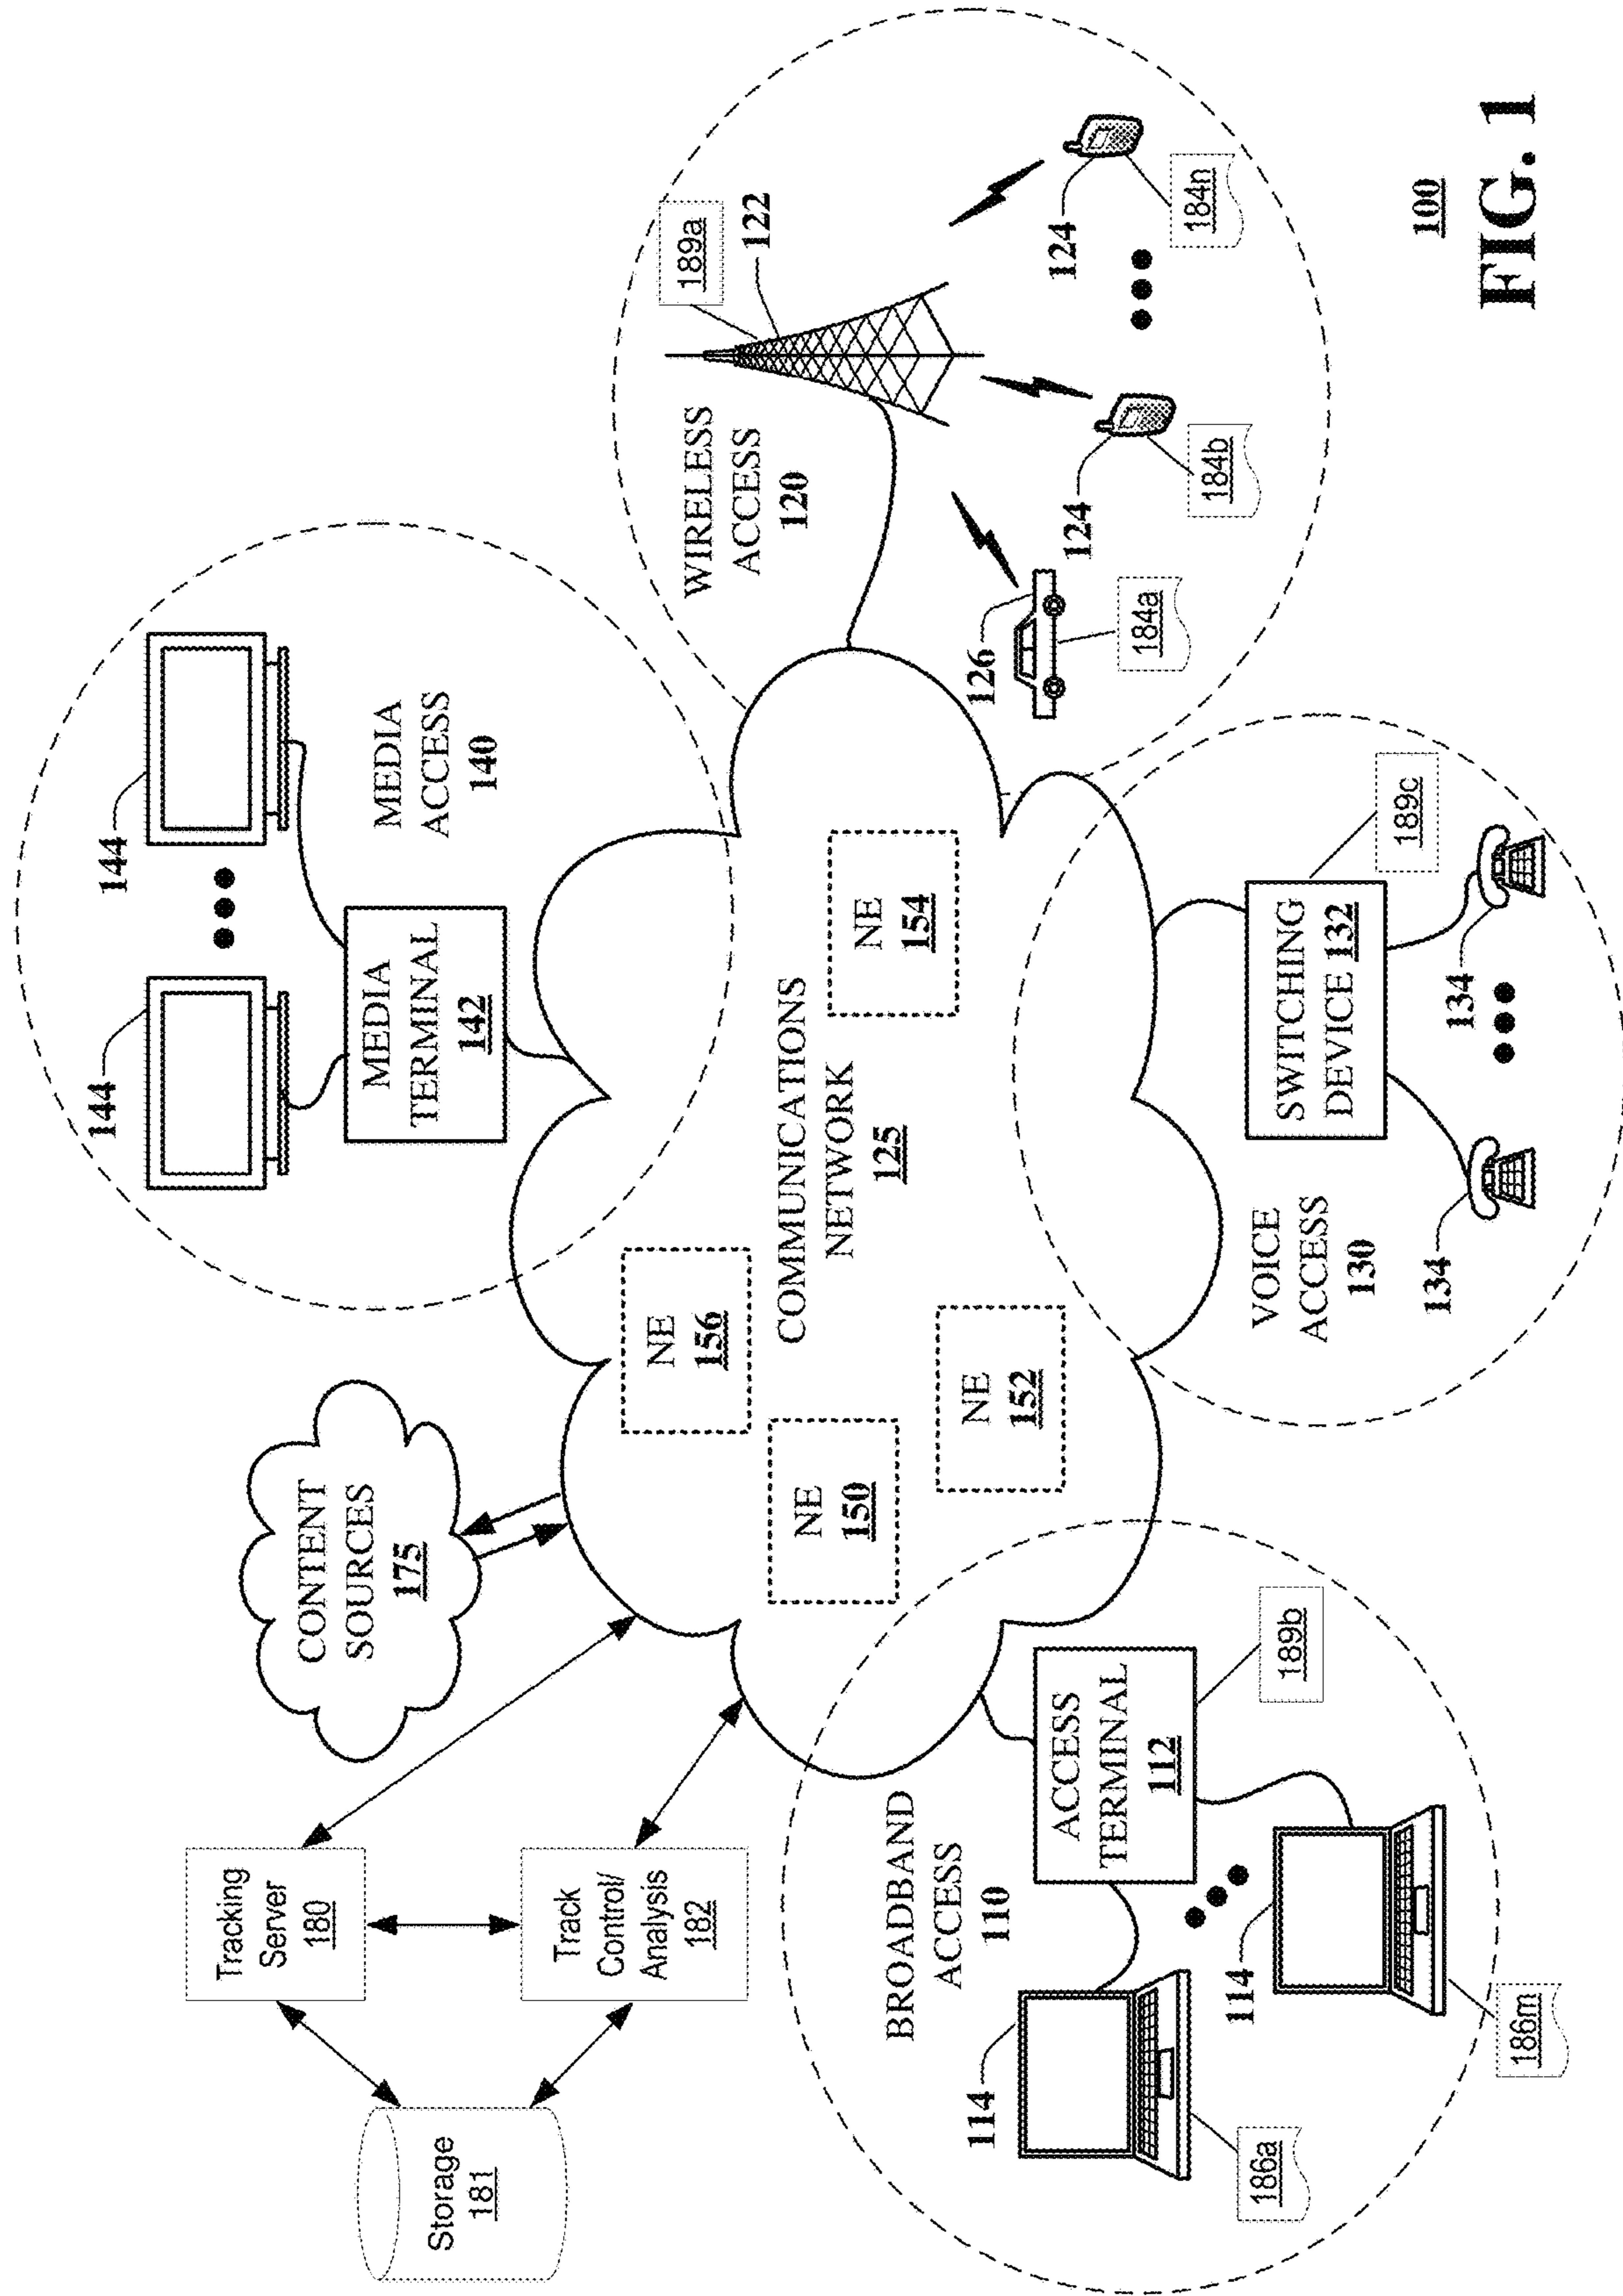 Storage
181
Tracking
Server
180
Track
Control/
Analysis
182
CONTENT
SOURCES
175
144
144
MEDIA
TERMINAL
142
MEDIA
ACCESS
140
NE
156
NE
150
NE
152
COMMUNICATIONS
NETWORK
125
NE
154
WIRELESS
ACCESS
120
189a
122
126
184a
124
184b
124
184n
BROADBAND
ACCESS
110
ACCESS
TERMINAL
112
189b
114
186a
114
186m
VOICE
ACCESS
130
SWITCHING
DEVICE 132
189c
134
134
100
FIG. 1